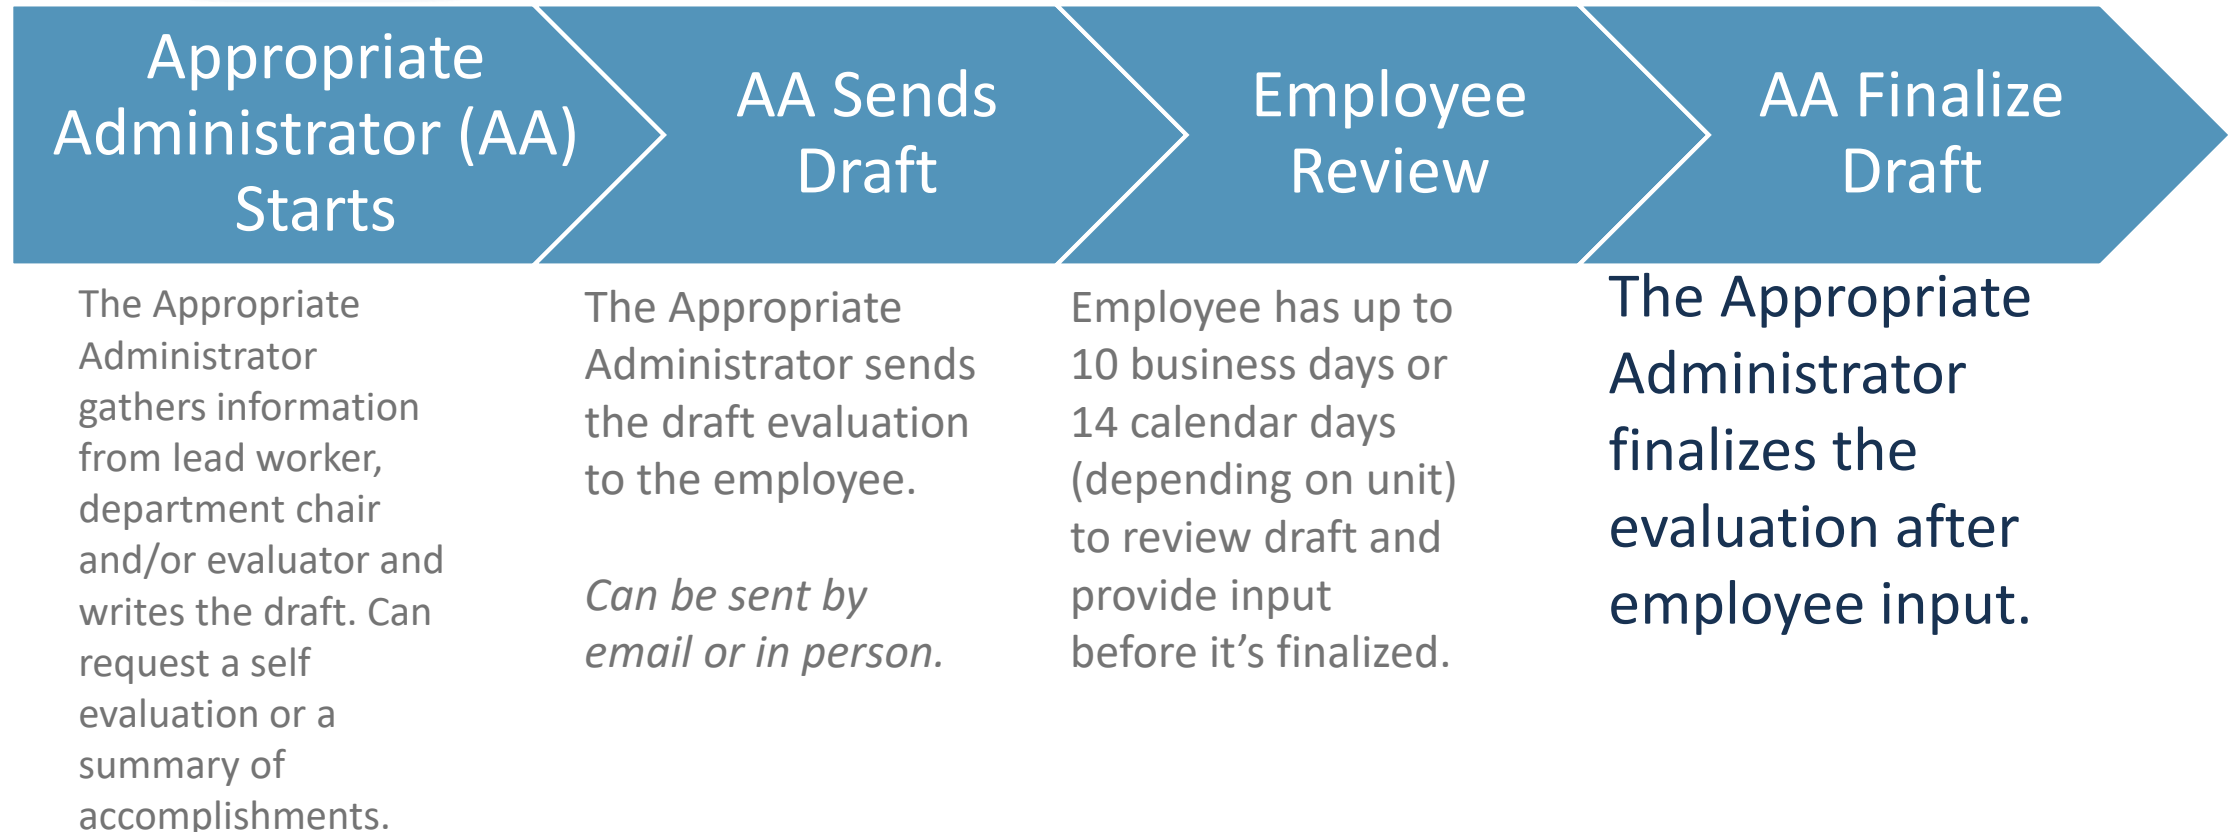 Appropriate
Administrator (AA)
Starts
AA Sends
Draft
Employee
Review
AA Finalize
Draft
The Appropriate
Administrator
gathers information
from lead worker,
department chair
and/or evaluator and
writes the draft. Can
request a self
evaluation or a
summary of
accomplishments.
The Appropriate
Administrator sends
the draft evaluation
to the employee.
Can be sent by
email or in person.
Employee has up to
10 business days or
14 calendar days
(depending on unit)
to review draft and
provide input
before it’s finalized.
The Appropriate
Administrator
finalizes the
evaluation after
employee input.